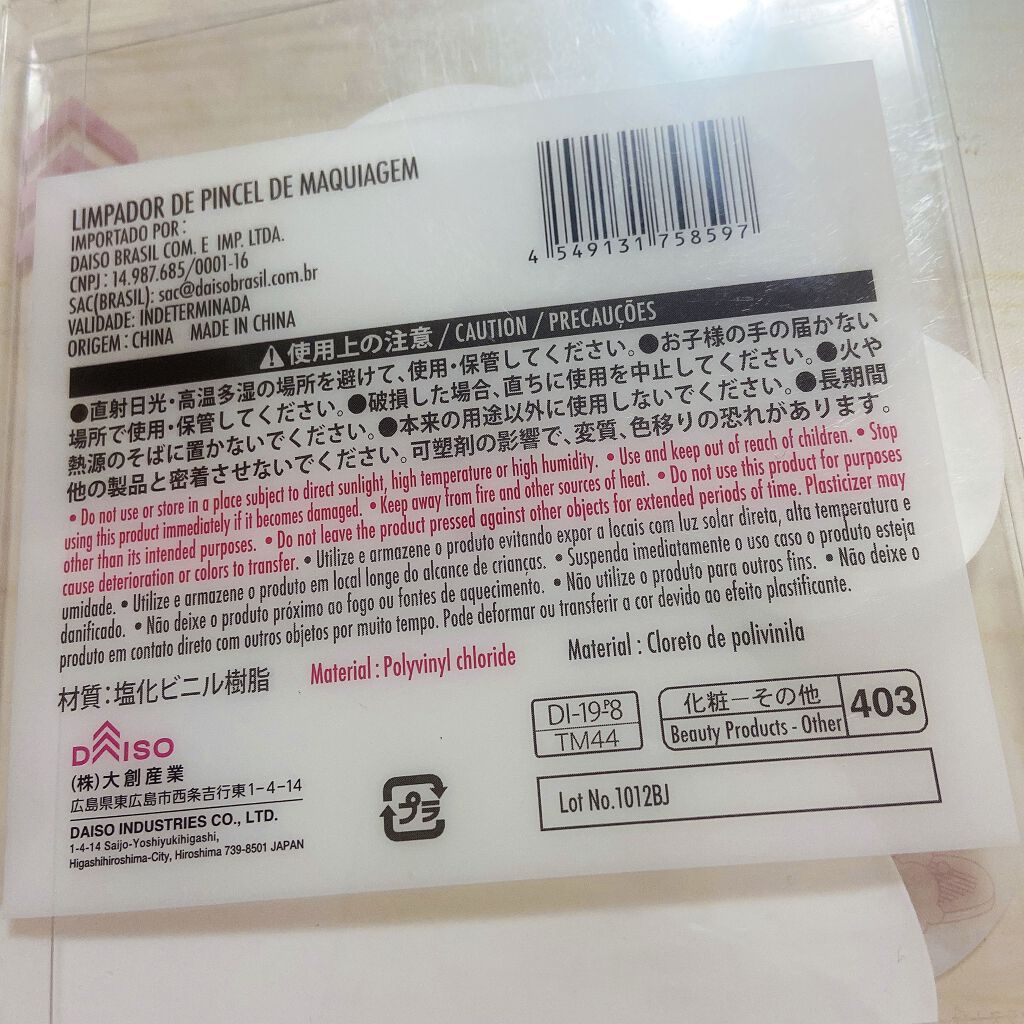 LIMPADOR DE PINCEL DE MAQUIAGEM
IMPORTADO POR:
DAISO BRASIL COM. E IMP. LTDA.
CNPJ: 14.987.685/0001-16
SAC(BRASIL): sac@daisobrasil.com.br
VALIDADE: INDETERMINADA
ORIGEM: CHINA MADE IN CHINA
4 549131 758597
使用上の注意 / CAUTION / PRECAUÇÕES
●直射日光・高温多湿の場所を避けて、使用・保管してください。●お子様の手の届かない
場所で使用・保管してください。●破損した場合、直ちに使用を中止してください。●火や
熱源のそばに置かないでください。●本来の用途以外に使用しないでください。●長期間
他の製品と密着させないでください。可塑剤の影響で、変質、色移りの恐れがあります。
• Do not use or store in a place subject to direct sunlight, high temperature or high humidity. • Use and keep out of reach of children. • Stop
using this product immediately if it becomes damaged. • Keep away from fire and other sources of heat. • Do not use this product for purposes
other than its intended purposes. • Do not leave the product pressed against other objects for extended periods of time. Plasticizer may
cause deterioration or colors to transfer. • Utilize e armazene o produto evitando expor a locais com luz solar direta, alta temperatura e
umidade. • Utilize e armazene o produto em local longe do alcance de crianças. • Suspenda imediatamente o uso caso o produto esteja
danificado. • Não deixe o produto próximo ao fogo ou fontes de aquecimento. • Não utilize o produto para outros fins. • Não deixe o
produto em contato direto com outros objetos por muito tempo. Pode deformar ou transferir a cor devido ao efeito plastificante.
材質:塩化ビニル樹脂 Material : Polyvinyl chloride Material : Cloreto de polivinila
DAISO
(株)大創産業
広島県東広島市西条吉行東1-4-14
DAISO INDUSTRIES CO., LTD.
1-4-14 Saijo-Yoshiyukihigashi,
Higashihiroshima-City, Hiroshima 739-8501 JAPAN
プラ
DI-19-P8
TM44
化粧－その他
Beauty Products - Other
403
Lot No.1012BJ